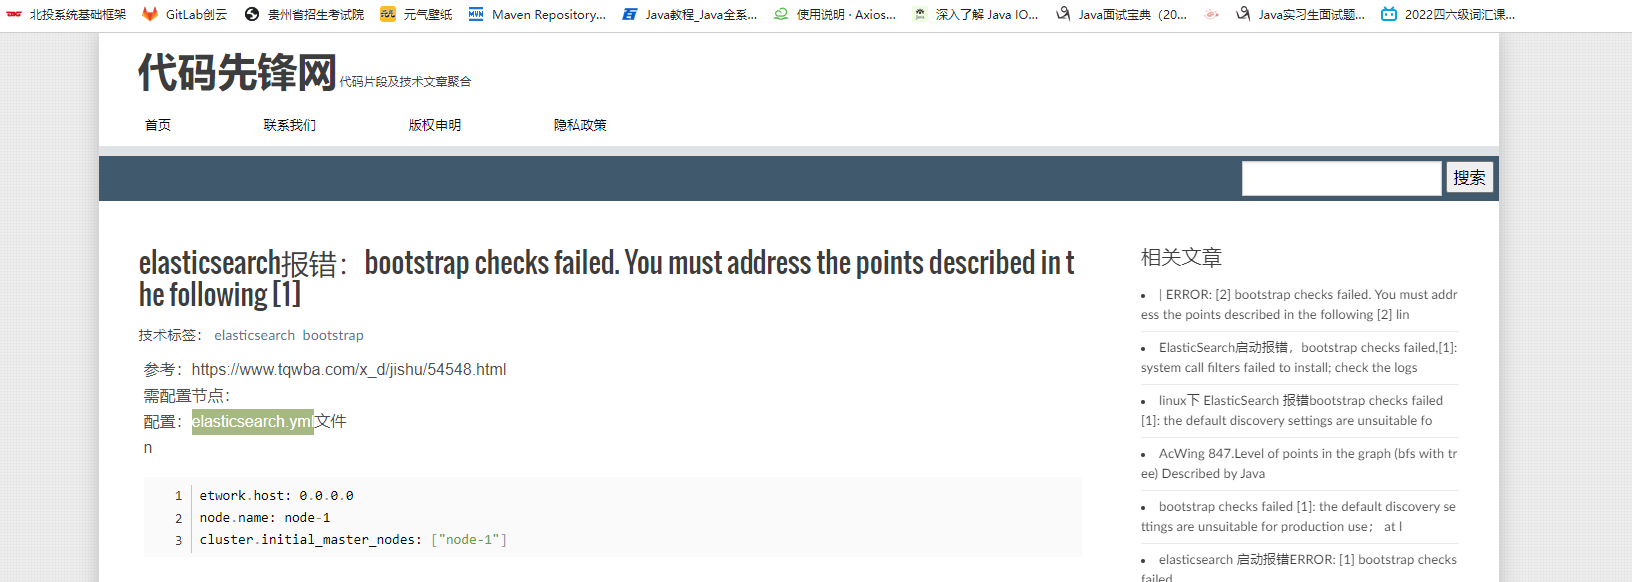 北投系统基础框架 GitLab创云 贵州省招生考试院 元气壁纸 Maven Repository... Java教程_Java全系... 使用说明 · Axios... 深入了解 Java IO... Java面试宝典（20... Java实习生面试题... 2022四六级词汇课...
代码先锋网 代码片段及技术文章聚合
首页 联系我们 版权申明 隐私政策
搜索
elasticsearch报错：bootstrap checks failed. You must address the points described in t
he following [1]
技术标签： elasticsearch bootstrap
参考：https://www.tqwba.com/x_d/jishu/54548.html
需配置节点：
配置：elasticsearch.yml文件
n
1 etwork.host: 0.0.0.0
2 node.name: node-1
3 cluster.initial_master_nodes: ["node-1"]
相关文章
| ERROR: [2] bootstrap checks failed. You must addr
ess the points described in the following [2] lin
ElasticSearch启动报错，bootstrap checks failed,[1]:
system call filters failed to install; check the logs
linux下 ElasticSearch 报错bootstrap checks failed
[1]: the default discovery settings are unsuitable fo
AcWing 847.Level of points in the graph (bfs with tr
ee) Described by Java
bootstrap checks failed [1]: the default discovery se
ttings are unsuitable for production use； at l
elasticsearch 启动报错ERROR: [1] bootstrap checks
failed